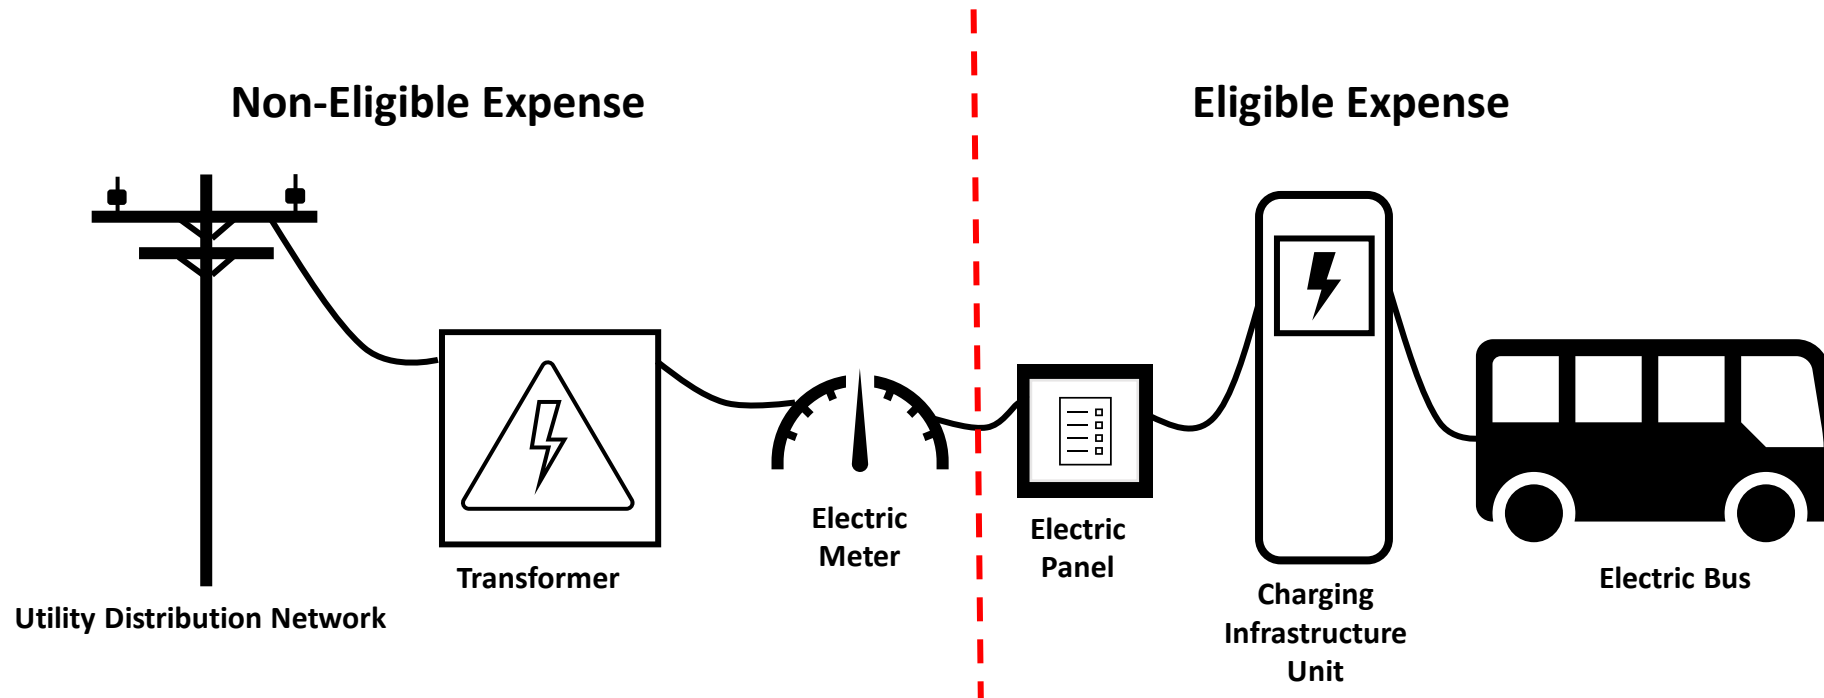 Non-Eligible Expense
Eligible Expense
Utility Distribution Network
Transformer
Electric
Meter
Electric
Panel
Charging
Infrastructure
Unit
Electric Bus